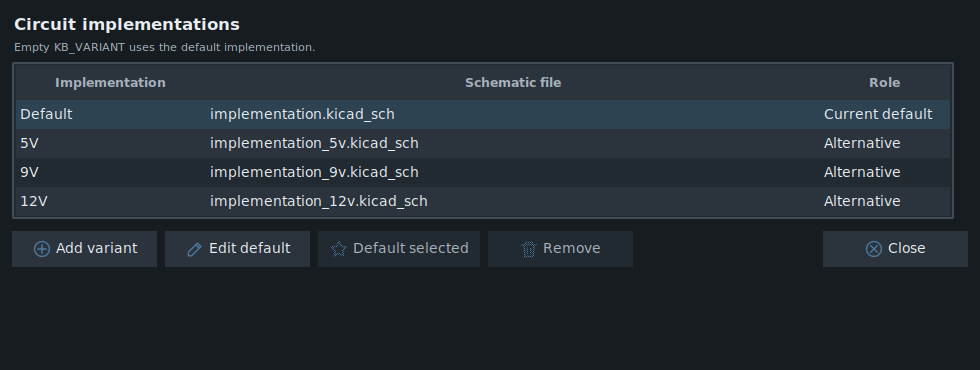 Circuit implementations
Empty KB_VARIANT uses the default implementation.
Implementation Schematic file Role
Default implementation.kicad_sch Current default
5V implementation_5v.kicad_sch Alternative
9V implementation_9v.kicad_sch Alternative
12V implementation_12v.kicad_sch Alternative
Add variant Edit default Default selected Remove Close